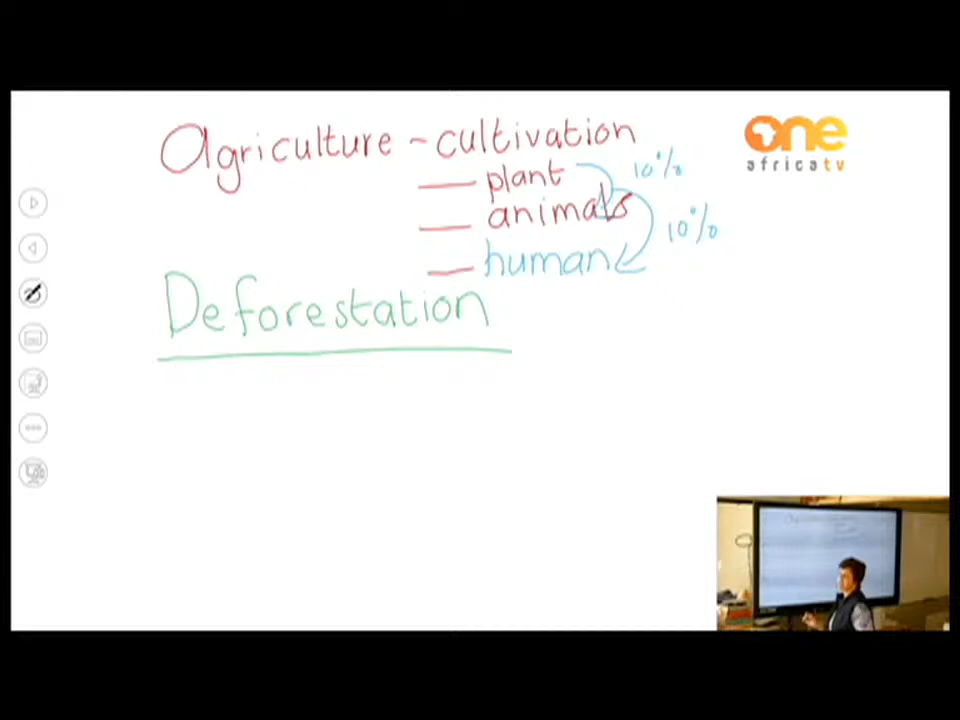 Agriculture - cultivation
plant 10%
animals
human 10%
Deforestation
one
africa tv